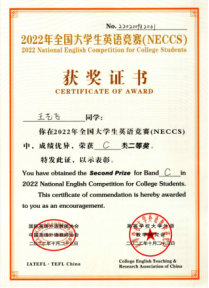 2022年全国大学生英语竞赛(NECCS)
2022 National English Competition for College Students
获奖证书
CERTIFICATE OF AWARD
同学:
你在2022年全国大学生英语竞赛(NECCS)
中,成绩优异,荣获 C 类二等奖。
特发此证,以示表彰。
You have obtained the Second Prize for Band C in
2022 National English Competition for College Students.
This certificate of commendation is hereby awarded
to you as an encouragement.
IATEFL · TEFL China
College English Teaching &
Research Association of China